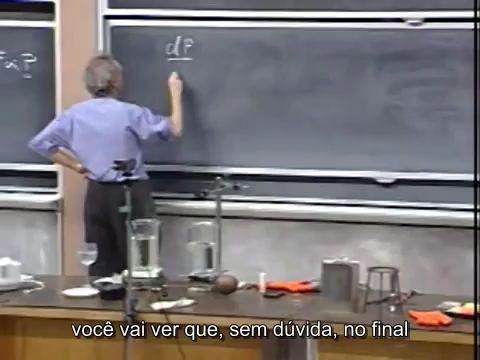 dP
você vai ver que, sem dúvida, no final